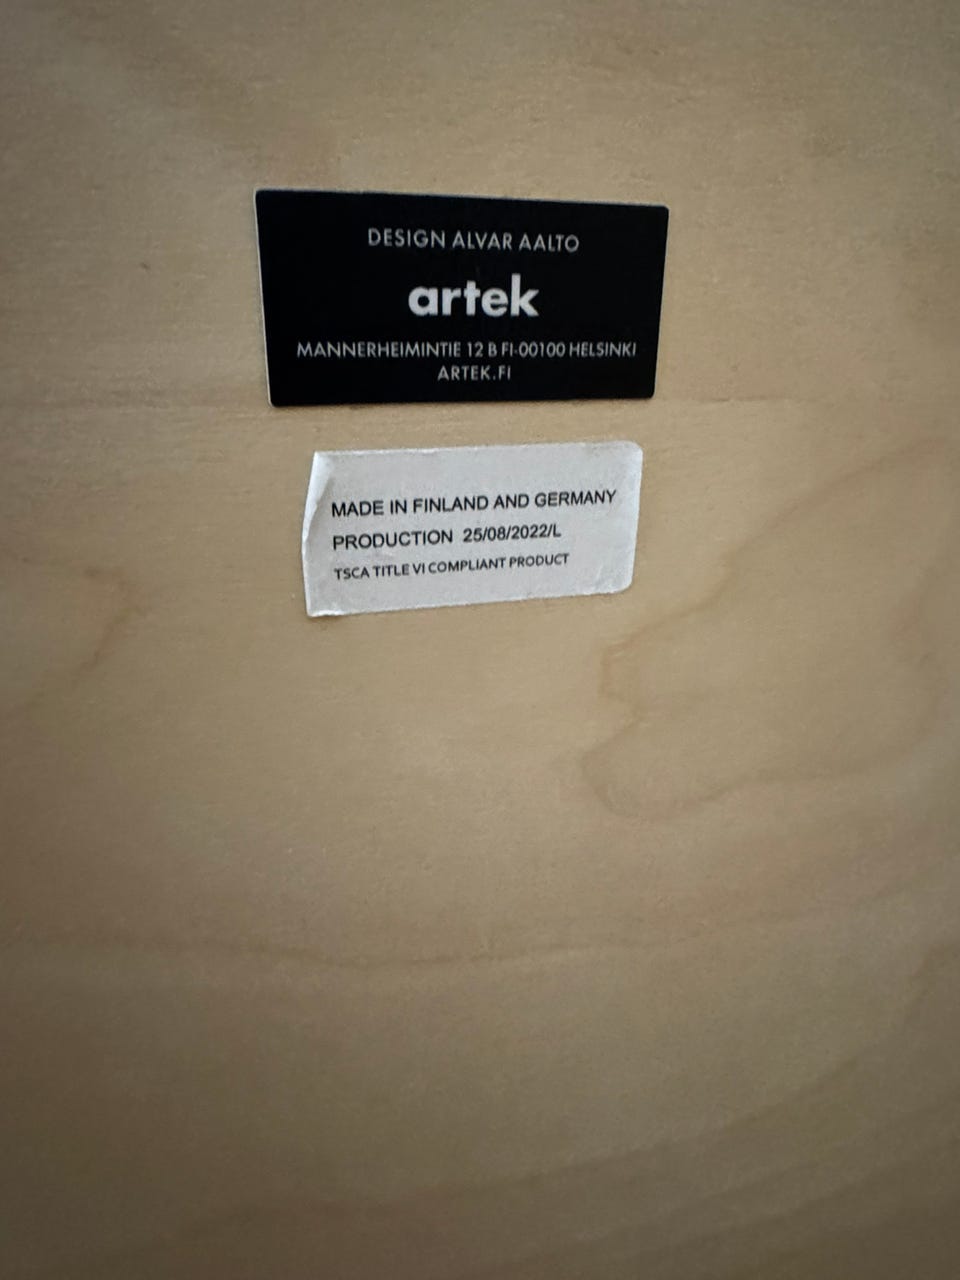 DESIGN ALVAR AALTO
artek
MANNERHEIMINTIE 12 B FI-00100 HELSINKI
ARTEK.FI
MADE IN FINLAND AND GERMANY
PRODUCTION 25/08/2022/L
TSCA TITLE VI COMPLIANT PRODUCT